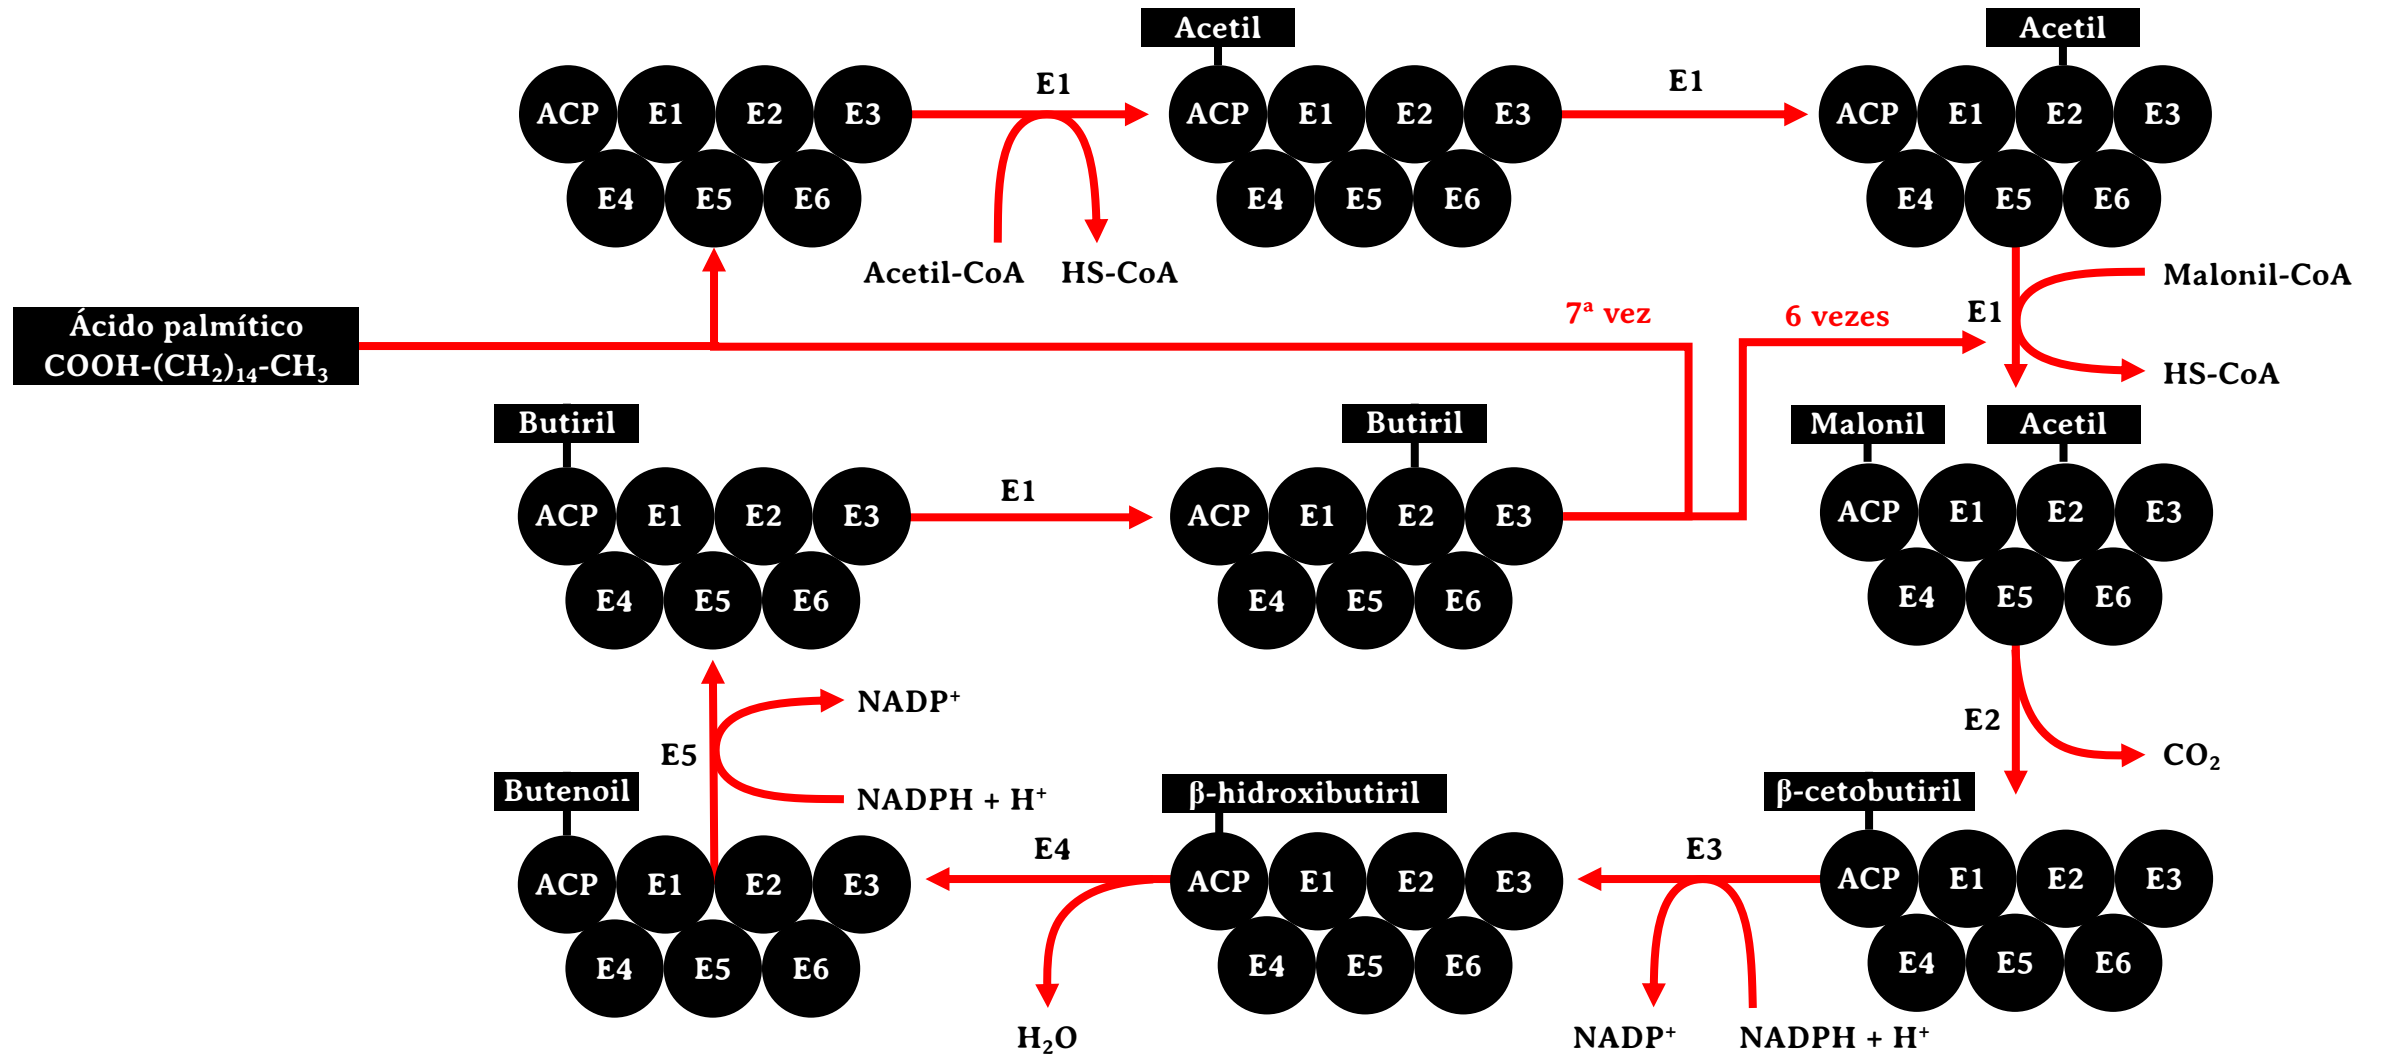 Acetil
Acetil
ACP E1 E2 E3
E4 E5 E6
E1
Acetil-CoA HS-CoA
ACP E1 E2 E3
E4 E5 E6
E1
ACP E1 E2 E3
E4 E5 E6
Malonil-CoA
E1
HS-CoA
7ª vez
6 vezes
Ácido palmítico
COOH-(CH₂)₁₄-CH₃
Butiril
ACP E1 E2 E3
E4 E5 E6
E1
Butiril
ACP E1 E2 E3
E4 E5 E6
Malonil Acetil
ACP E1 E2 E3
E4 E5 E6
E2
CO₂
NADP⁺
E5
NADPH + H⁺
Butenoil
ACP E1 E2 E3
E4 E5 E6
E4
H₂O
β-hidroxibutiril
ACP E1 E2 E3
E4 E5 E6
E3
NADP⁺ NADPH + H⁺
β-cetobutiril
ACP E1 E2 E3
E4 E5 E6